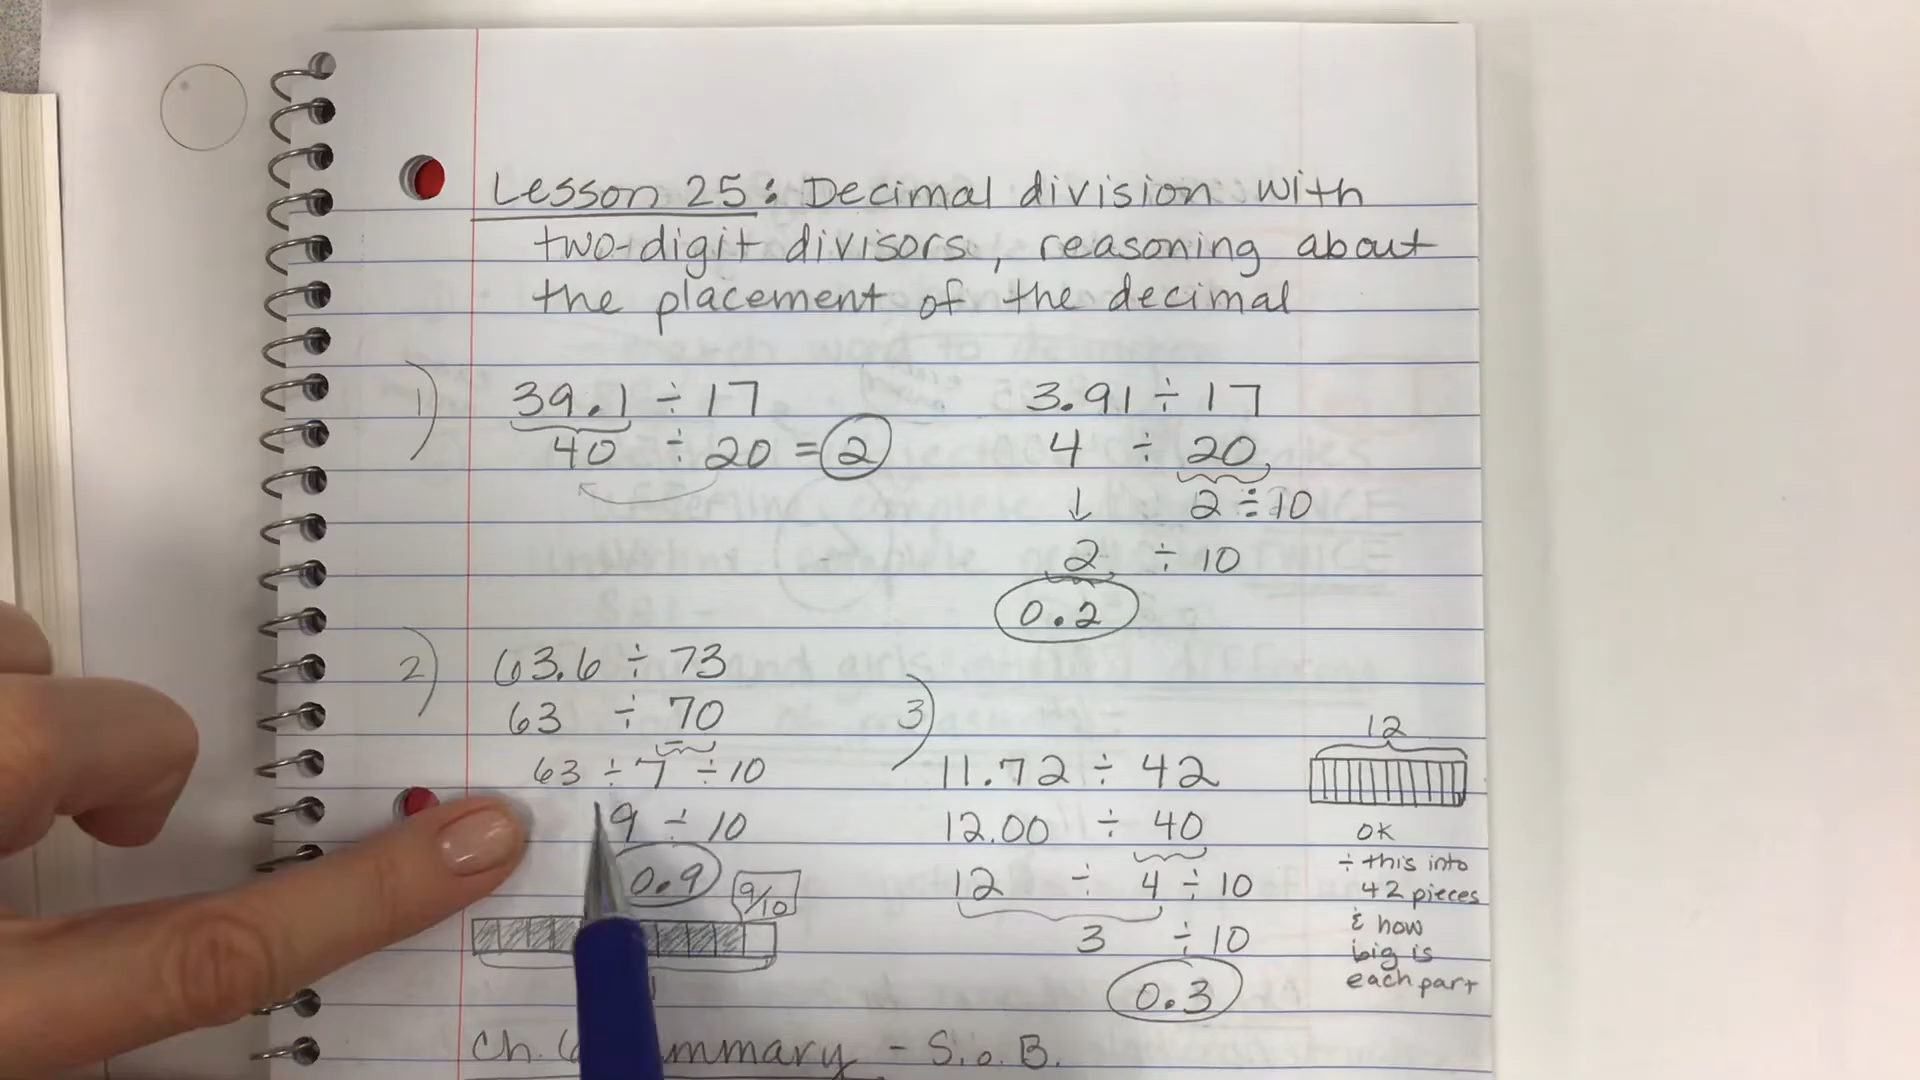 Lesson 25: Decimal division with
two-digit divisors, reasoning about
the placement of the decimal
1)
39.1 ÷ 17
40 ÷ 20 = 2
3.91 ÷ 17
4 ÷ 20
↓ 2 ÷ 10
2 ÷ 10
0.2
2)
63.6 ÷ 73
63 ÷ 70
63 ÷ 7 ÷ 10
9 ÷ 10
0.9
9/10
3)
11.72 ÷ 42
12.00 ÷ 40
12 ÷ 4 ÷ 10
3 ÷ 10
0.3
12
OK
÷ this into
42 pieces
& how
big is
each part
Ch. - S.o.B.